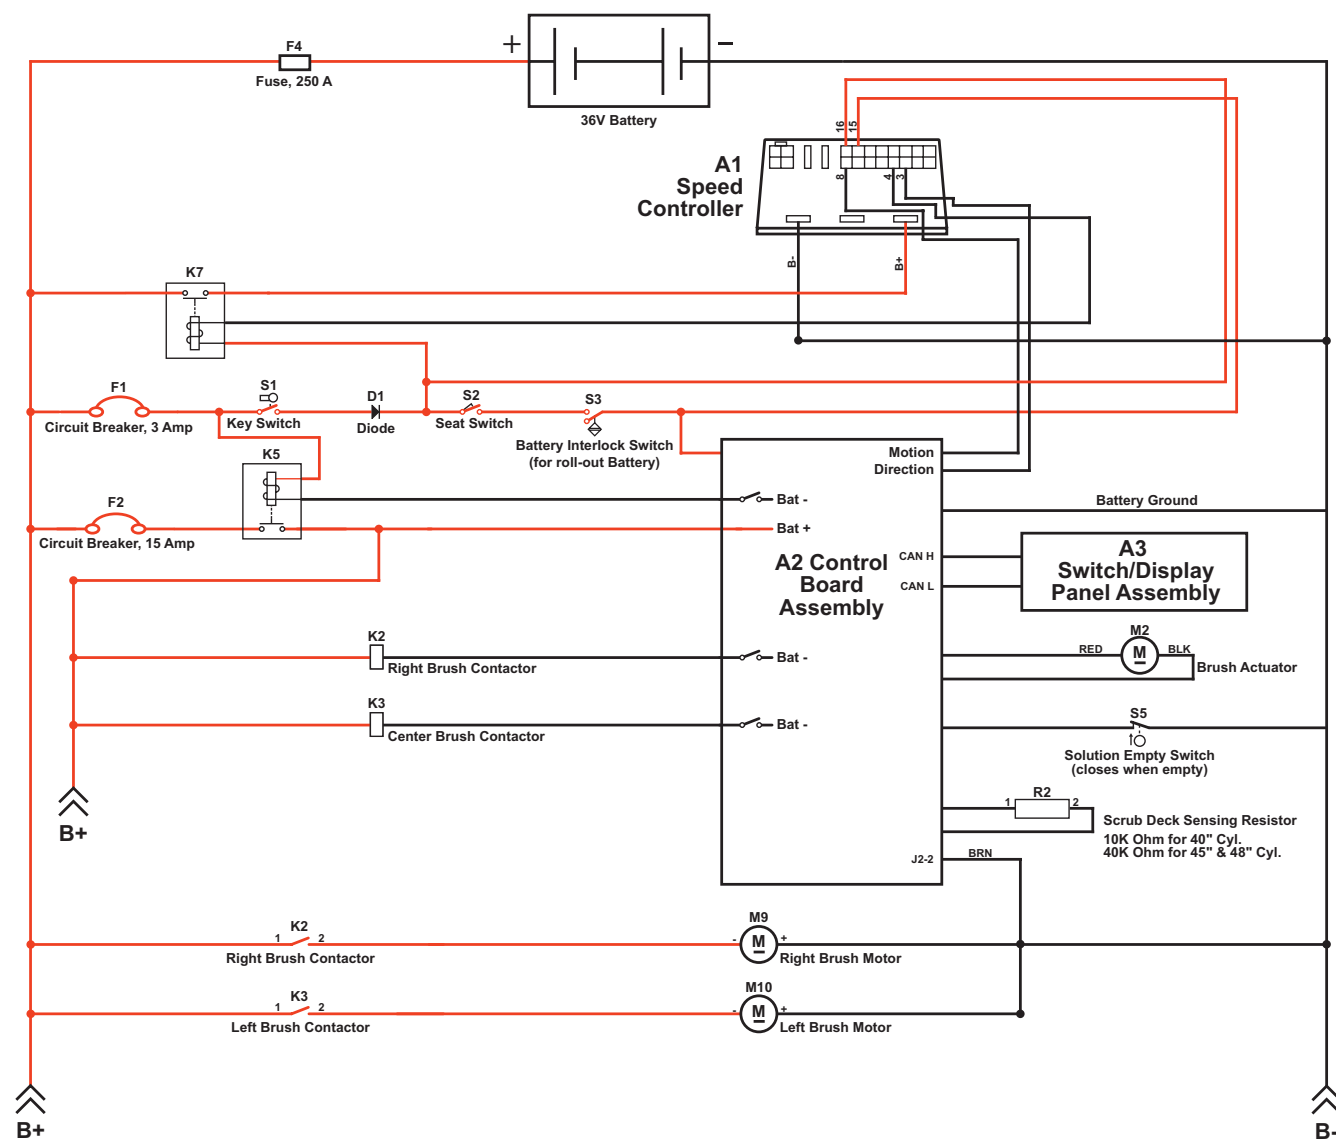 F4
Fuse, 250 A
+
−
36V Battery
16
15
A1
Speed
Controller
8
4
3
B-
B+
K7
F1
Circuit Breaker, 3 Amp
S1
Key Switch
D1
Diode
S2
Seat Switch
S3
Battery Interlock Switch
(for roll-out Battery)
K5
F2
Circuit Breaker, 15 Amp
Motion
Direction
Bat -
Bat +
Battery Ground
A2 Control
Board
Assembly
CAN H
CAN L
A3
Switch/Display
Panel Assembly
K2
Right Brush Contactor
Bat -
M2
RED
M
BLK
Brush Actuator
K3
Center Brush Contactor
Bat -
S5
Solution Empty Switch
(closes when empty)
B+
R2
1
2
Scrub Deck Sensing Resistor
10K Ohm for 40" Cyl.
40K Ohm for 45" & 48" Cyl.
J2-2
BRN
K2
1
2
Right Brush Contactor
M9
-
M
+
Right Brush Motor
K3
1
2
Left Brush Contactor
M10
-
M
+
Left Brush Motor
B+
B-